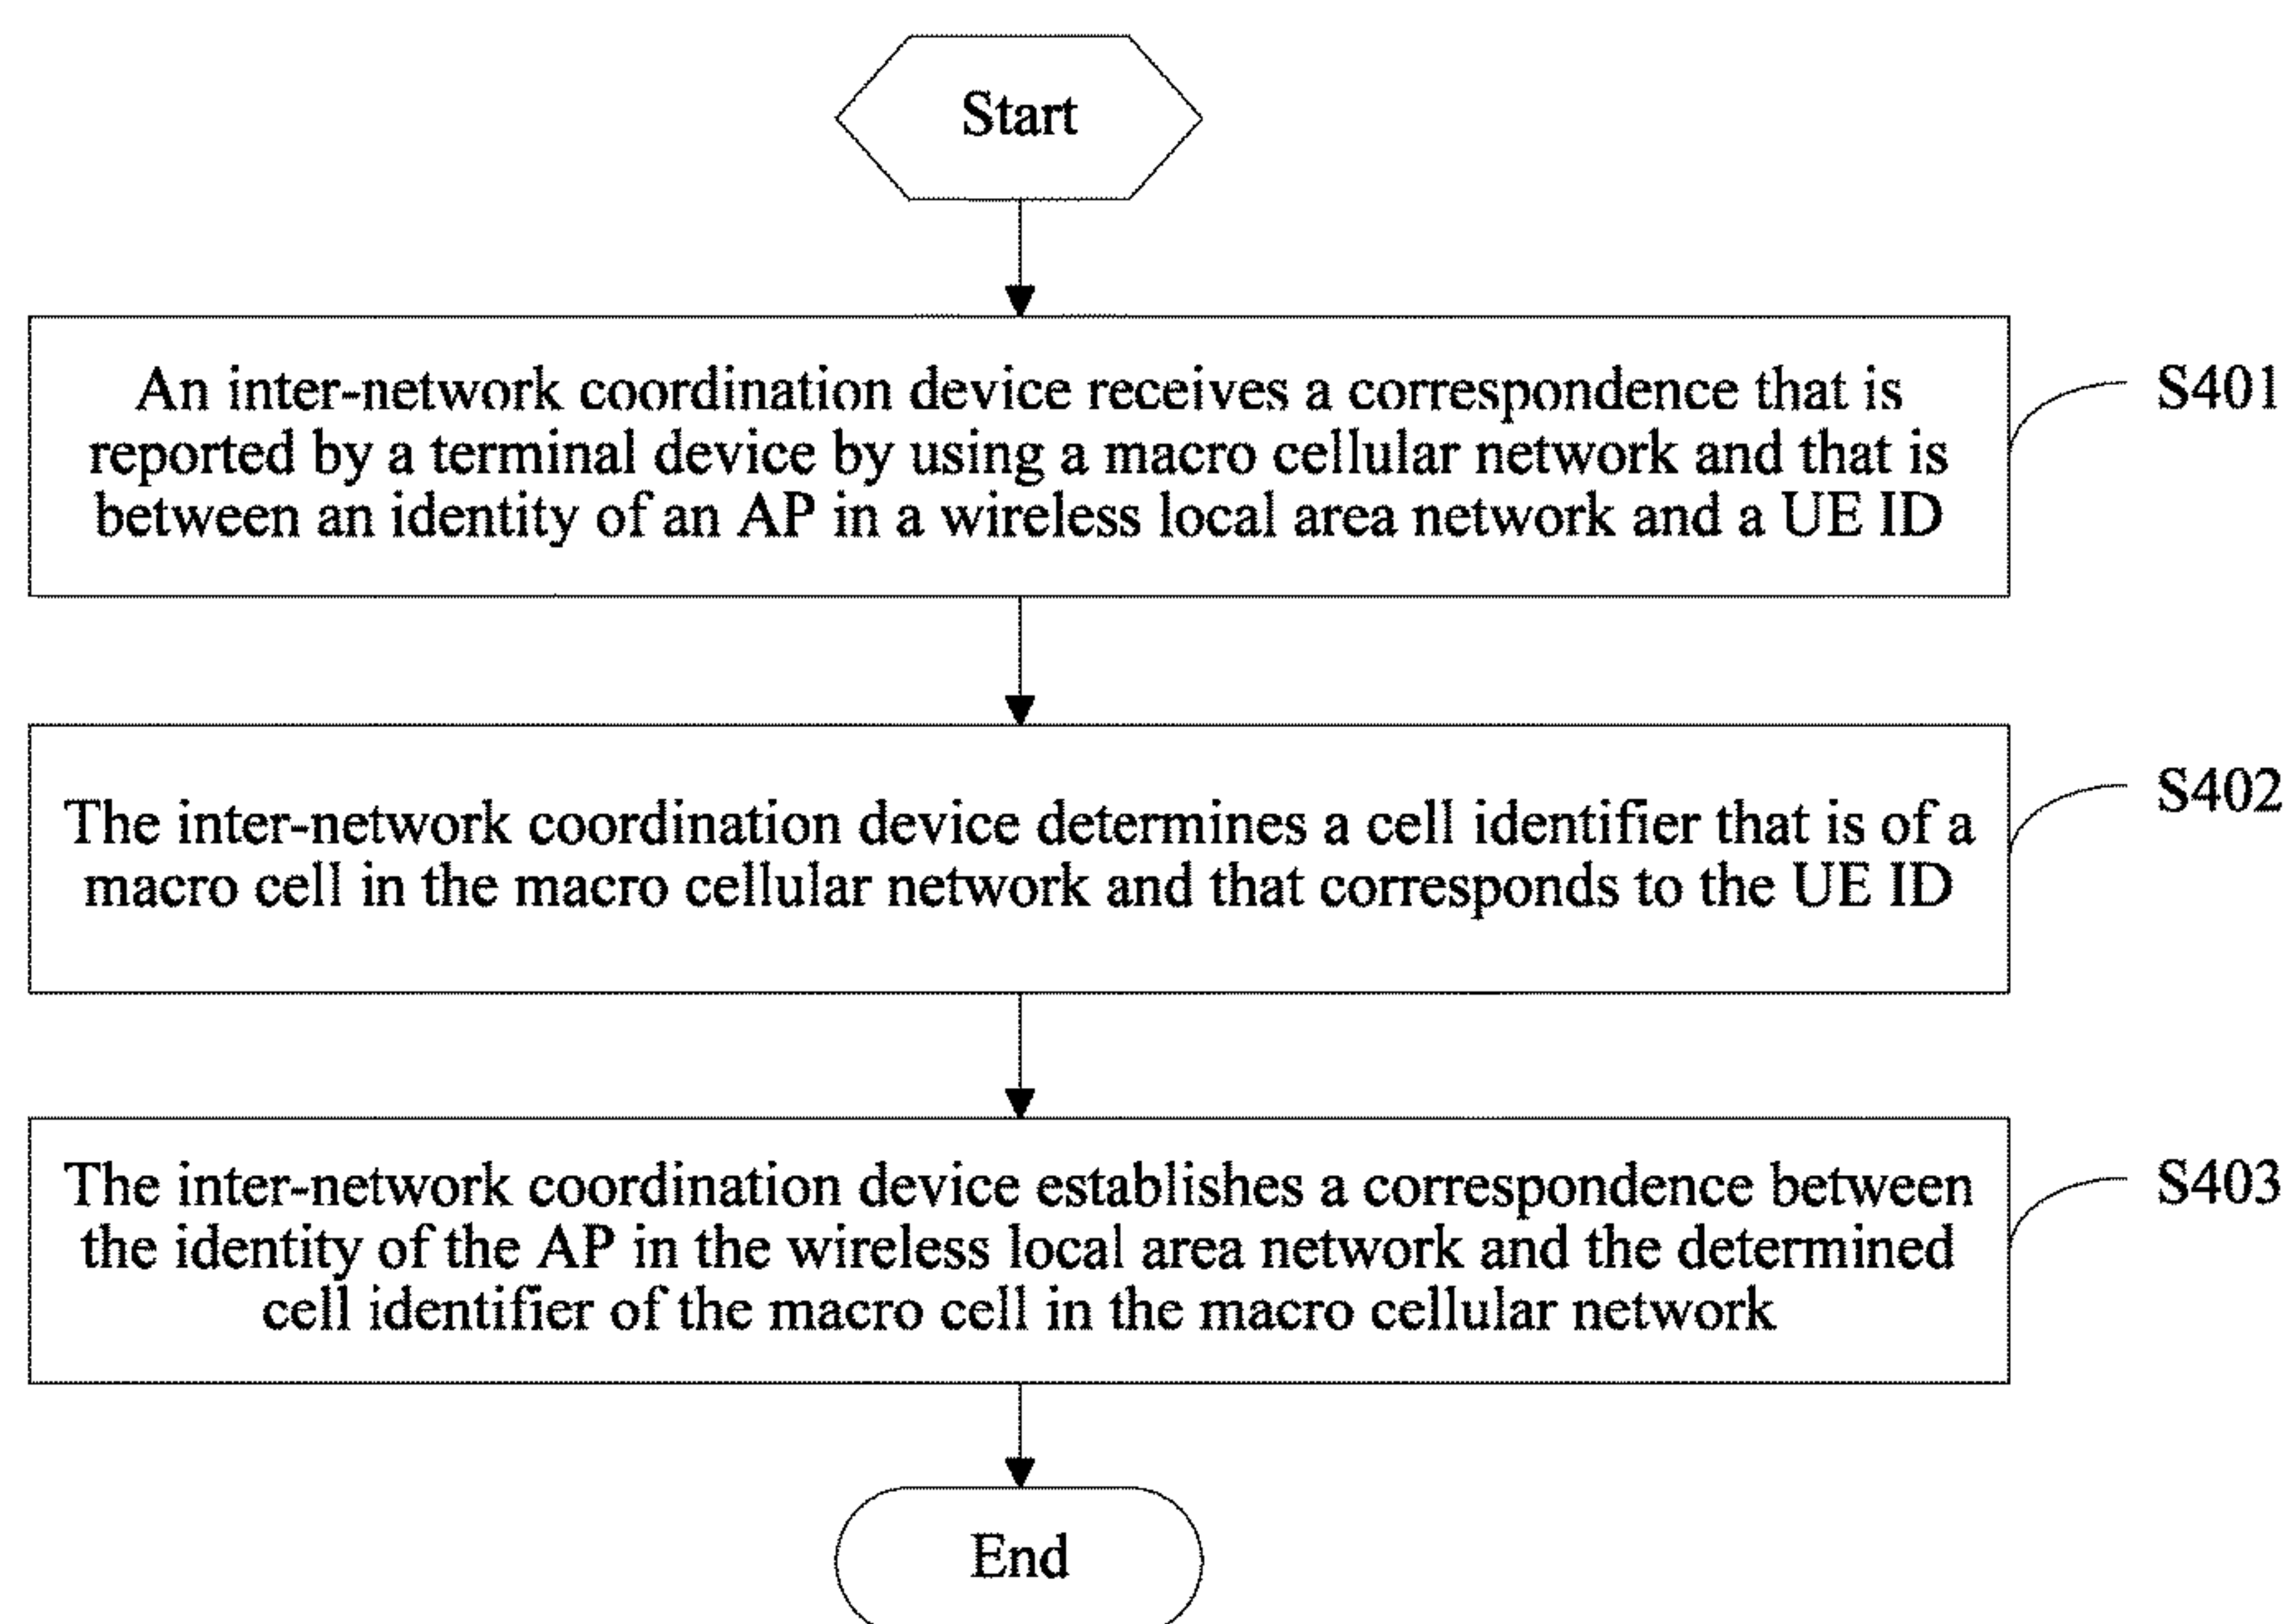 Start
An inter-network coordination device receives a correspondence that is
reported by a terminal device by using a macro cellular network and that is
between an identity of an AP in a wireless local area network and a UE ID
S401
The inter-network coordination device determines a cell identifier that is of a
macro cell in the macro cellular network and that corresponds to the UE ID
S402
The inter-network coordination device establishes a correspondence between
the identity of the AP in the wireless local area network and the determined
cell identifier of the macro cell in the macro cellular network
S403
End